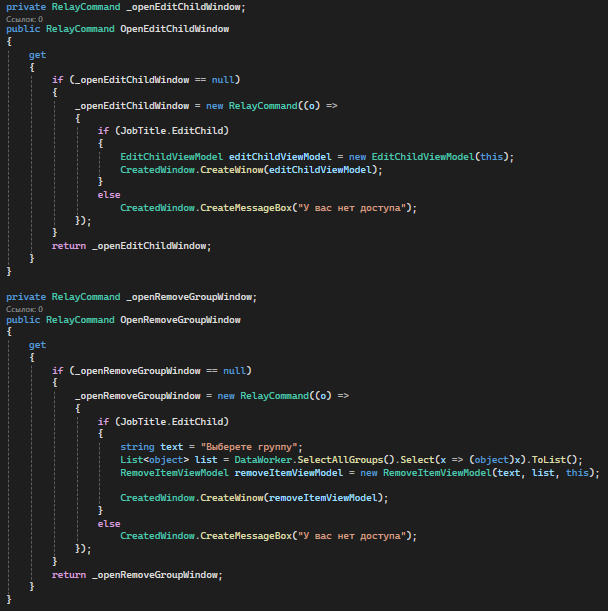 private RelayCommand _openEditChildWindow;
Ссылок: 0
public RelayCommand OpenEditChildWindow
{
get
{
if (_openEditChildWindow == null)
{
_openEditChildWindow = new RelayCommand((o) =>
{
if (JobTitle.EditChild)
{
EditChildViewModel editChildViewModel = new EditChildViewModel(this);
CreatedWindow.CreateWinow(editChildViewModel);
}
else
CreatedWindow.CreateMessageBox("У вас нет доступа");
});
}
return _openEditChildWindow;
}
}
private RelayCommand _openRemoveGroupWindow;
Ссылок: 0
public RelayCommand OpenRemoveGroupWindow
{
get
{
if (_openRemoveGroupWindow == null)
{
_openRemoveGroupWindow = new RelayCommand((o) =>
{
if (JobTitle.EditChild)
{
string text = "Выберете группу";
List<object> list = DataWorker.SelectAllGroups().Select(x => (object)x).ToList();
RemoveItemViewModel removeItemViewModel = new RemoveItemViewModel(text, list, this);
CreatedWindow.CreateWinow(removeItemViewModel);
}
else
CreatedWindow.CreateMessageBox("У вас нет доступа");
});
}
return _openRemoveGroupWindow;
}
}